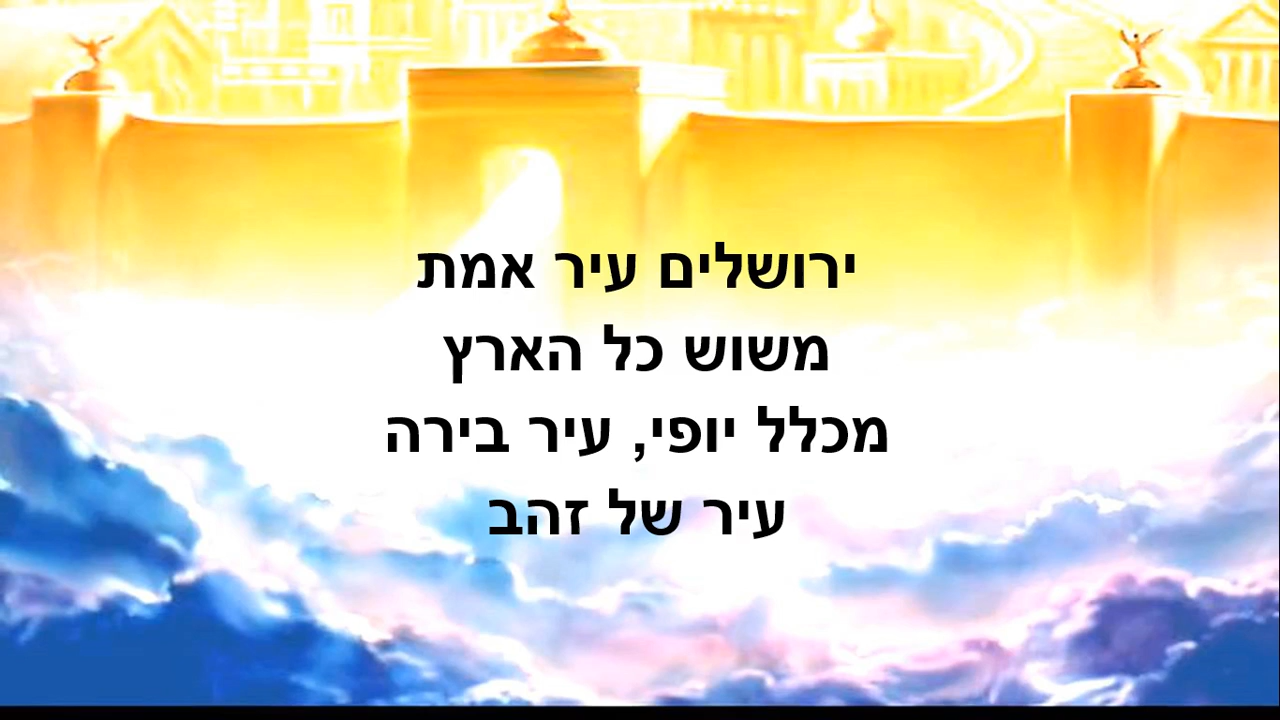 ירושלים עיר אמת
משוש כל הארץ
מכלל יופי, עיר בירה
עיר של זהב